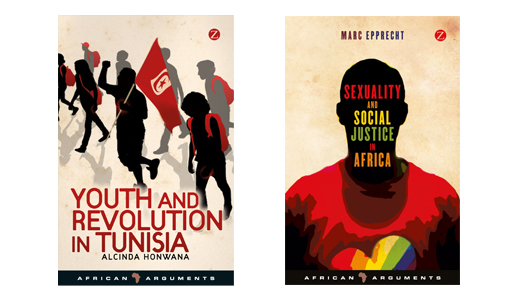 Z
YOUTH AND
REVOLUTION
IN TUNISIA
ALCINDA HONWANA
AFRICAN ARGUMENTS
MARC EPPRECHT
Z
SEXUALITY
AND
SOCIAL
JUSTICE
IN
AFRICA
AFRICAN ARGUMENTS